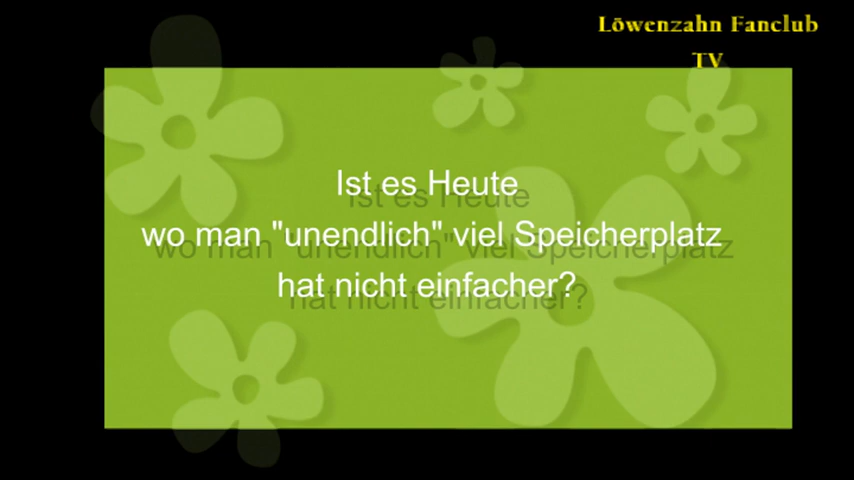 Löwenzahn Fanclub
TV
Ist es Heute
wo man "unendlich" viel Speicherplatz
hat nicht einfacher?